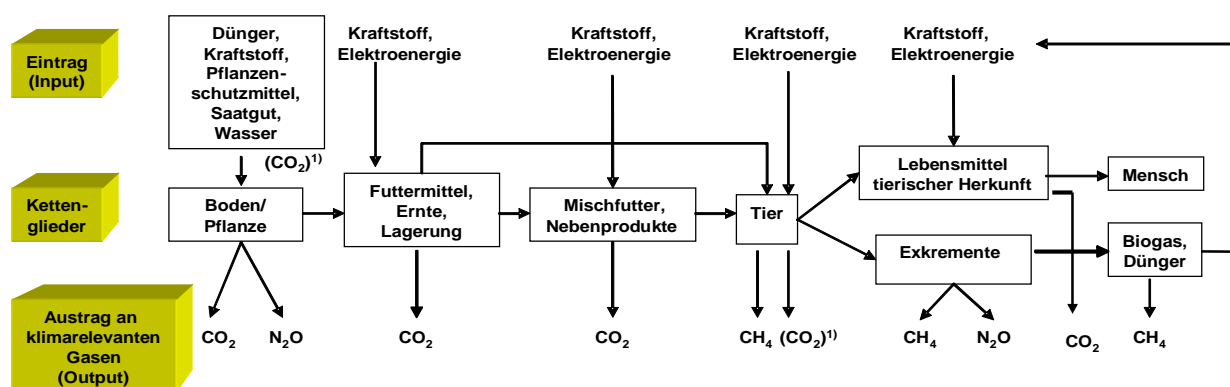 Eintrag
(Input)
Dünger,
Kraftstoff,
Pflanzen-
schutzmittel,
Saatgut,
Wasser
Kraftstoff,
Elektroenergie
Kraftstoff,
Elektroenergie
Kraftstoff,
Elektroenergie
Kraftstoff,
Elektroenergie
(CO₂)¹⁾
Ketten-
glieder
Boden/
Pflanze
Futtermittel,
Ernte,
Lagerung
Mischfutter,
Nebenprodukte
Tier
Lebensmittel
tierischer Herkunft
Mensch
Exkremente
Biogas,
Dünger
Austrag an
klimarelevanten
Gasen
(Output)
CO₂
N₂O
CO₂
CO₂
CH₄ (CO₂)¹⁾
CH₄
N₂O
CO₂
CH₄